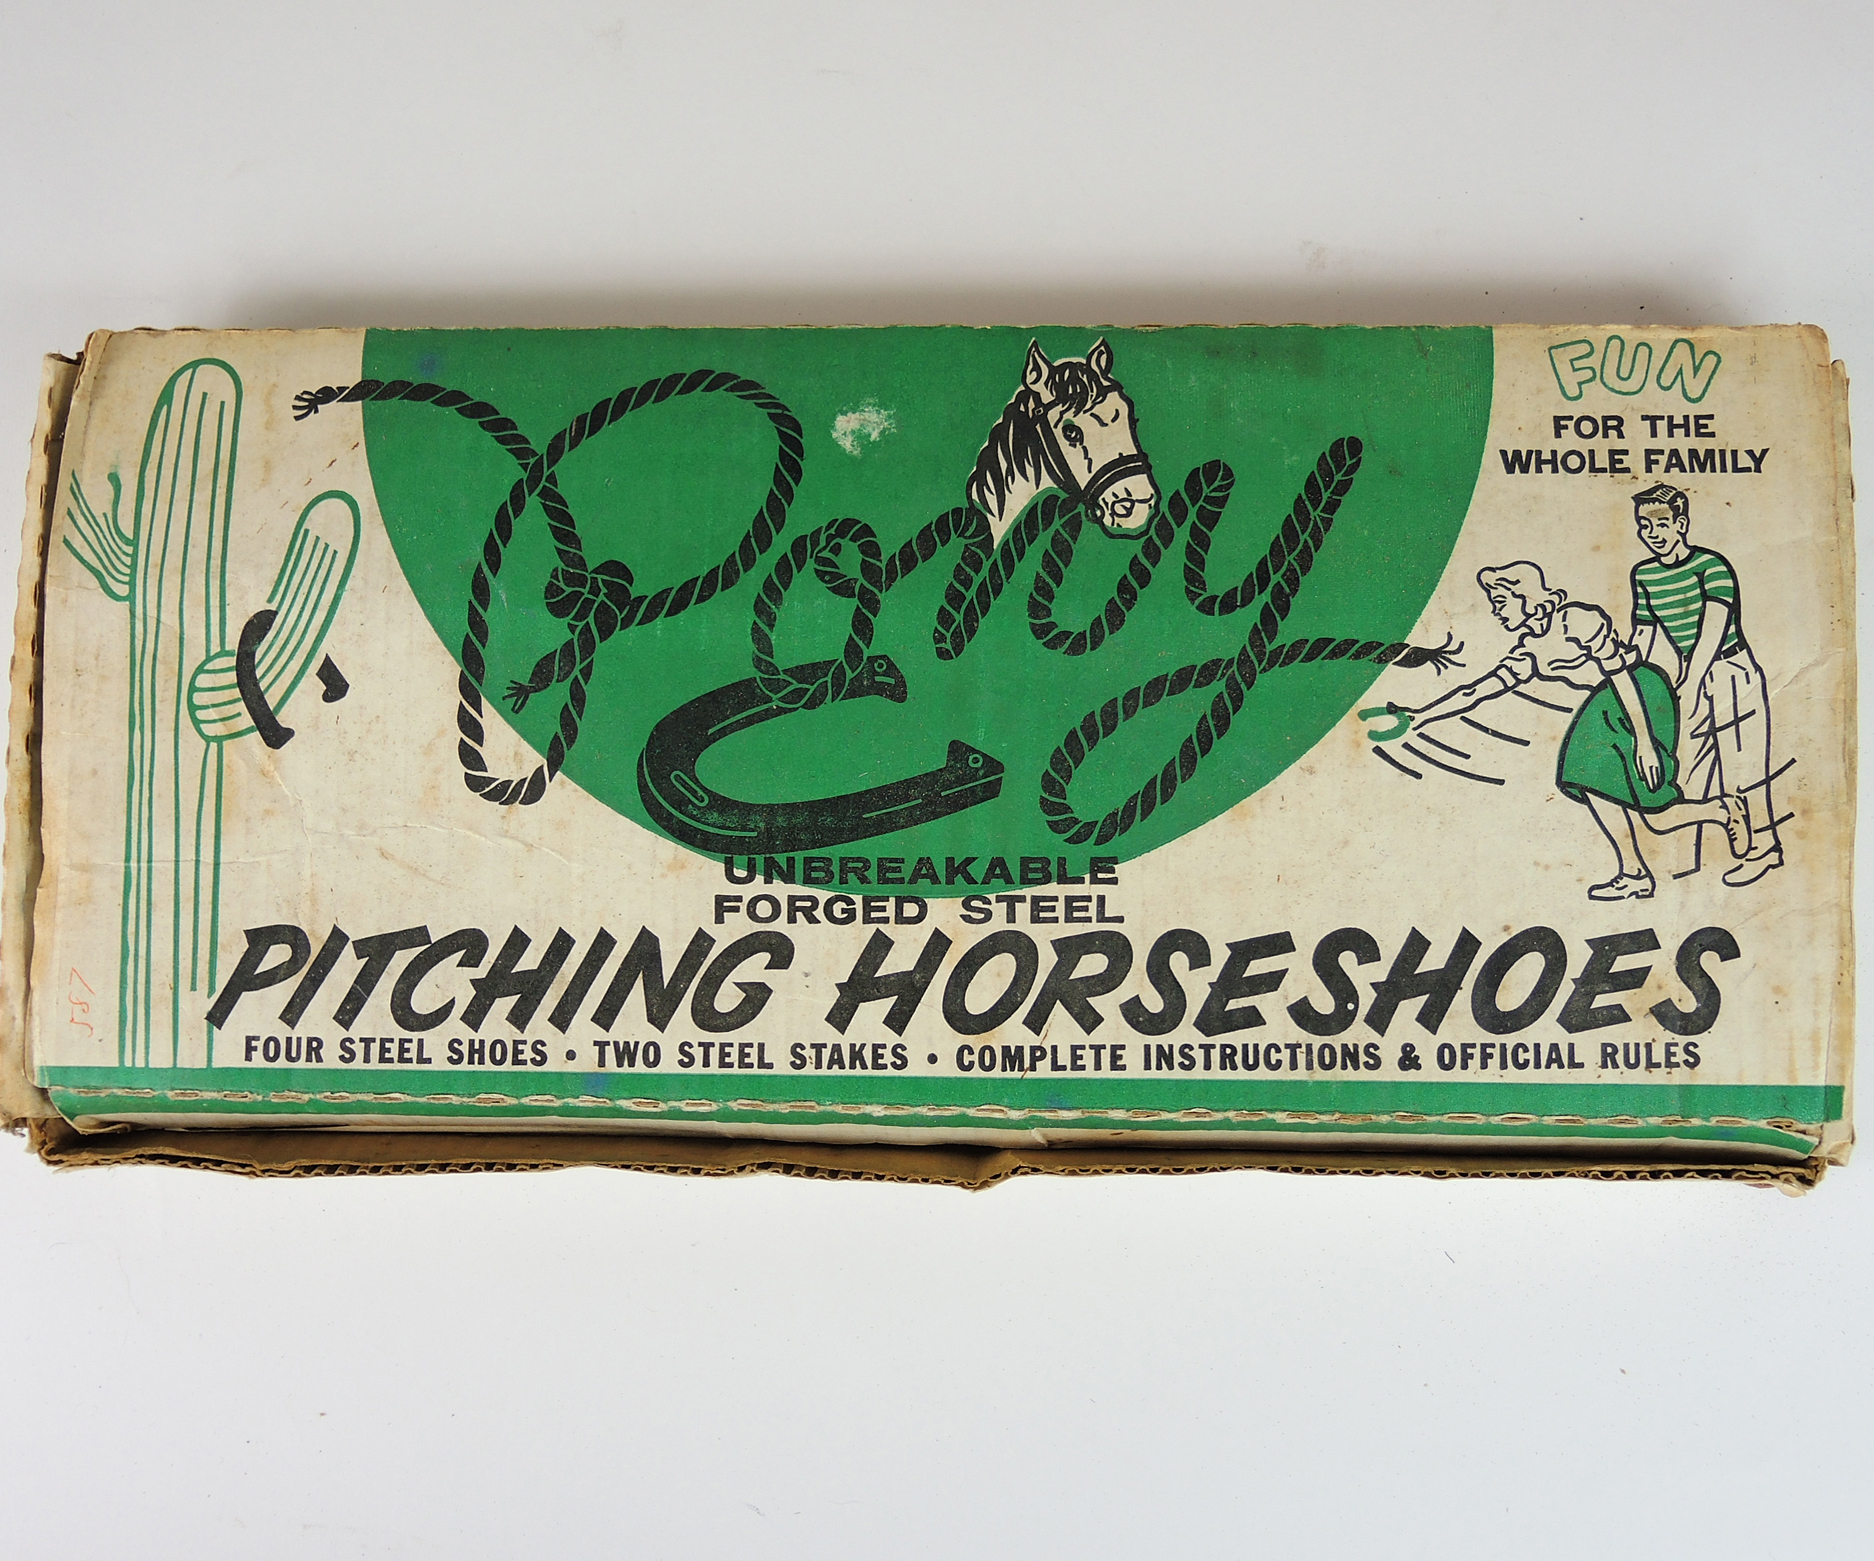 Pony
FUN
FOR THE
WHOLE FAMILY
UNBREAKABLE
FORGED STEEL
PITCHING HORSESHOES
FOUR STEEL SHOES • TWO STEEL STAKES • COMPLETE INSTRUCTIONS & OFFICIAL RULES